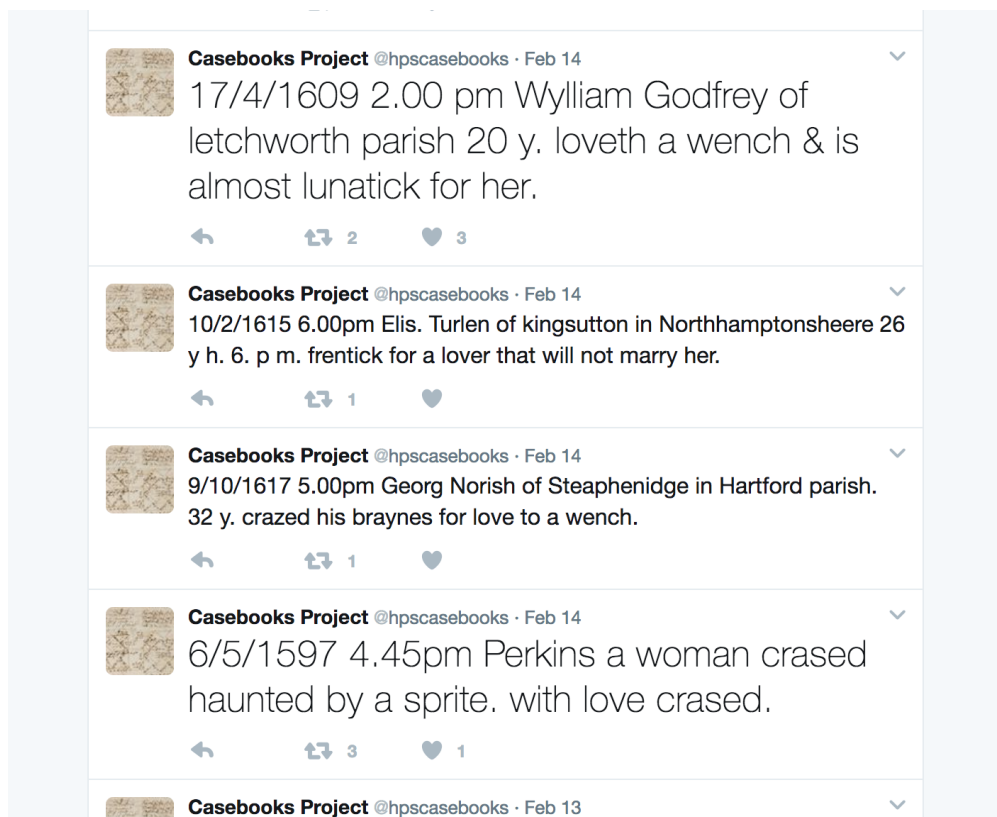 Casebooks Project @hpscasebooks · Feb 14
17/4/1609 2.00 pm Wylliam Godfrey of
letchworth parish 20 y. loveth a wench & is
almost lunatick for her.
2 3
Casebooks Project @hpscasebooks · Feb 14
10/2/1615 6.00pm Elis. Turlen of kingsutton in Northhamptonsheere 26
y h. 6. p m. frentick for a lover that will not marry her.
1
Casebooks Project @hpscasebooks · Feb 14
9/10/1617 5.00pm Georg Norish of Steaphenidge in Hartford parish.
32 y. crazed his braynes for love to a wench.
1
Casebooks Project @hpscasebooks · Feb 14
6/5/1597 4.45pm Perkins a woman crased
haunted by a sprite. with love crased.
3 1
Casebooks Project @hpscasebooks · Feb 13